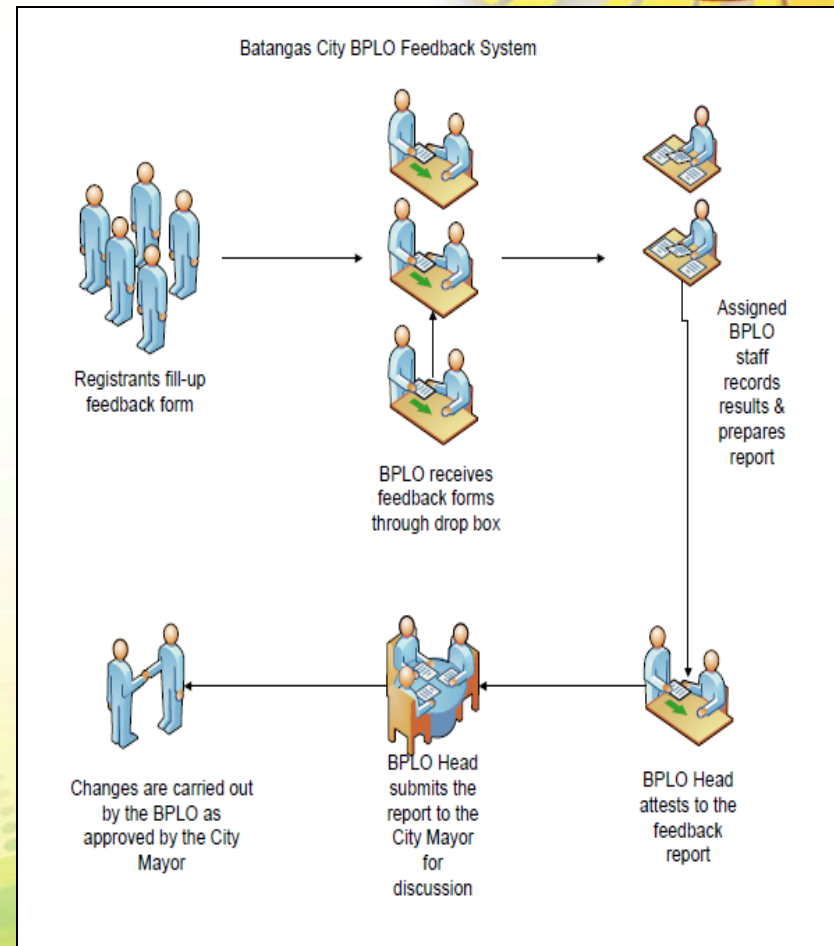 Batangas City BPLO Feedback System
Registrants fill-up
feedback form
BPLO receives
feedback forms
through drop box
Assigned
BPLO
staff
records
results &
prepares
report
BPLO Head
attests to the
feedback
report
BPLO Head
submits the
report to the
City Mayor
for
discussion
Changes are carried out
by the BPLO as
approved by the City
Mayor